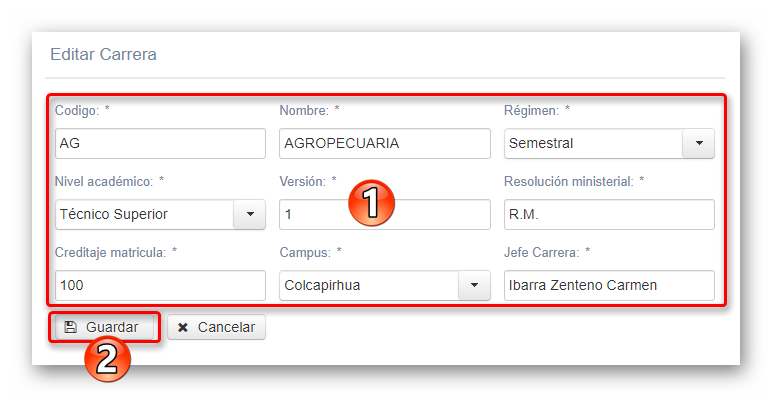 Editar Carrera
Codigo: * Nombre: * Régimen: *
AG AGROPECUARIA Semestral
Nivel académico: * Versión: * Resolución ministerial: *
Técnico Superior 1 R.M.
1
Creditaje matricula: * Campus: * Jefe Carrera: *
100 Colcapirhua Ibarra Zenteno Carmen
Guardar Cancelar
2